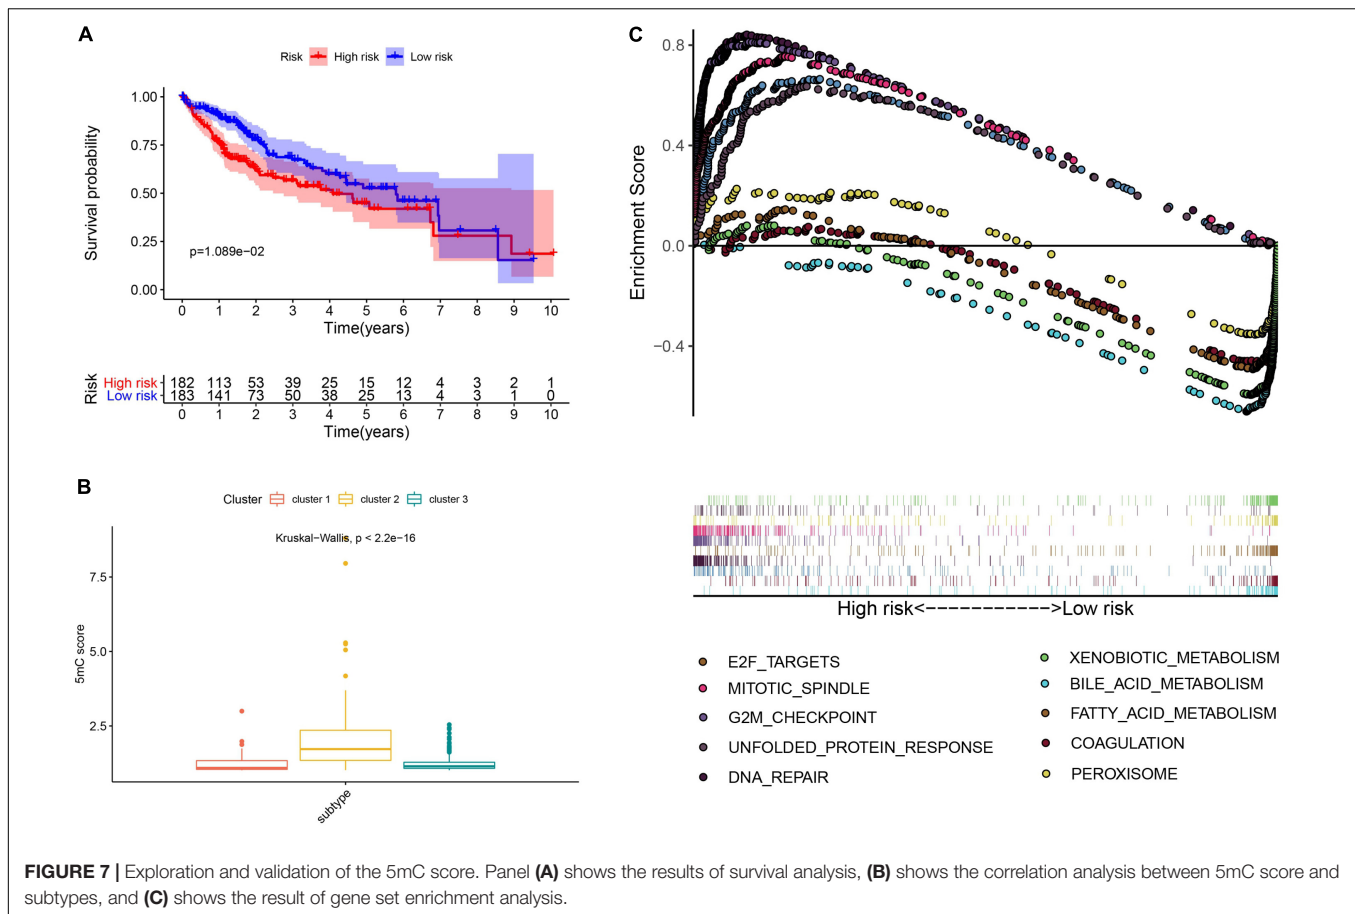 A
Risk High risk Low risk
Survival probability
1.00
0.75
0.50
0.25
0.00
p=1.089e−02
0 1 2 3 4 5 6 7 8 9 10
Time(years)
Risk
High risk 182 113 53 39 25 15 12 4 3 2 1
Low risk 183 141 73 50 38 25 13 4 3 1 0
0 1 2 3 4 5 6 7 8 9 10
Time(years)
B
Cluster cluster 1 cluster 2 cluster 3
Kruskal−Wallis, p < 2.2e−16
5mC score
7.5
5.0
2.5
subtype
C
Enrichment Score
0.8
0.4
0.0
−0.4
High risk<−−−−−−−−−−−>Low risk
E2F_TARGETS
MITOTIC_SPINDLE
G2M_CHECKPOINT
UNFOLDED_PROTEIN_RESPONSE
DNA_REPAIR
XENOBIOTIC_METABOLISM
BILE_ACID_METABOLISM
FATTY_ACID_METABOLISM
COAGULATION
PEROXISOME
FIGURE 7 | Exploration and validation of the 5mC score. Panel (A) shows the results of survival analysis, (B) shows the correlation analysis between 5mC score and
subtypes, and (C) shows the result of gene set enrichment analysis.